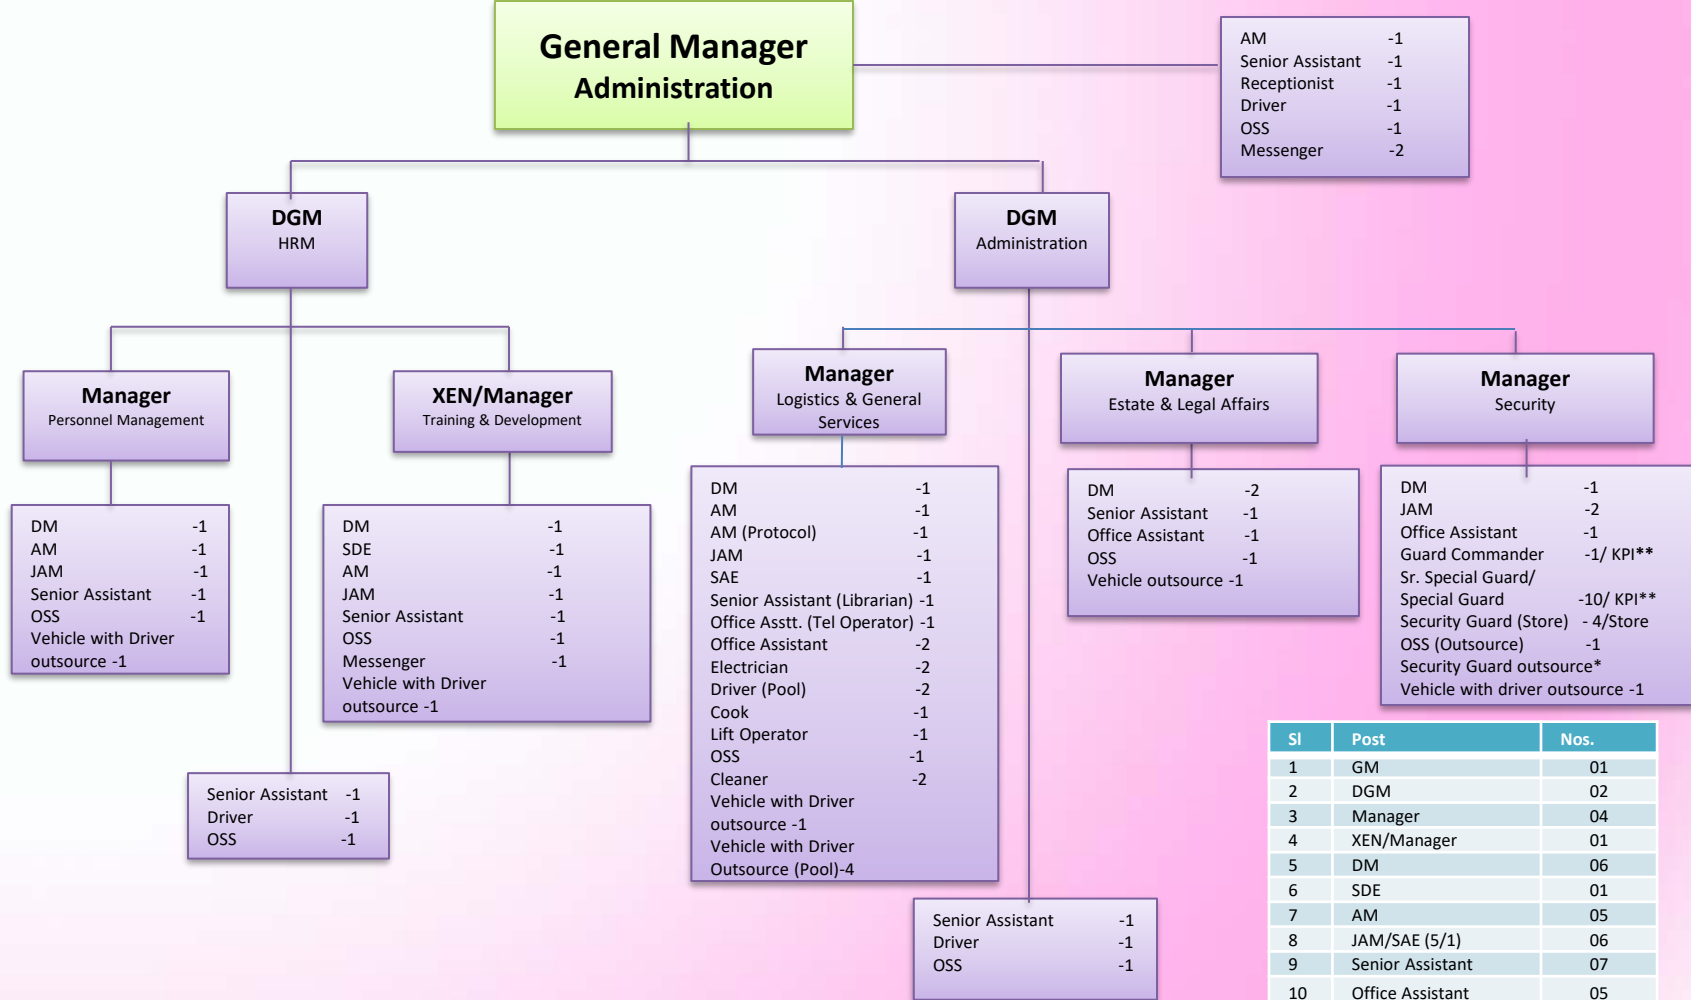 General Manager
Administration
AM -1
Senior Assistant -1
Receptionist -1
Driver -1
OSS -1
Messenger -2
DGM
HRM
DGM
Administration
Manager
Personnel Management
XEN/Manager
Training & Development
Manager
Logistics & General
Services
Manager
Estate & Legal Affairs
Manager
Security
DM -1
AM -1
JAM -1
Senior Assistant -1
OSS -1
Vehicle with Driver
outsource -1
DM -1
SDE -1
AM -1
JAM -1
Senior Assistant -1
OSS -1
Messenger -1
Vehicle with Driver
outsource -1
DM -1
AM -1
AM (Protocol) -1
JAM -1
SAE -1
Senior Assistant (Librarian) -1
Office Asstt. (Tel Operator) -1
Office Assistant -2
Electrician -2
Driver (Pool) -2
Cook -1
Lift Operator -1
OSS -1
Cleaner -2
Vehicle with Driver
outsource -1
Vehicle with Driver
Outsource (Pool)-4
DM -2
Senior Assistant -1
Office Assistant -1
OSS -1
Vehicle outsource -1
DM -1
JAM -2
Office Assistant -1
Guard Commander -1/ KPI**
Sr. Special Guard/
Special Guard -10/ KPI**
Security Guard (Store) - 4/Store
OSS (Outsource) -1
Security Guard outsource*
Vehicle with driver outsource -1
Senior Assistant -1
Driver -1
OSS -1
Senior Assistant -1
Driver -1
OSS -1
Sl Post Nos.
1 GM 01
2 DGM 02
3 Manager 04
4 XEN/Manager 01
5 DM 06
6 SDE 01
7 AM 05
8 JAM/SAE (5/1) 06
9 Senior Assistant 07
10 Office Assistant 05